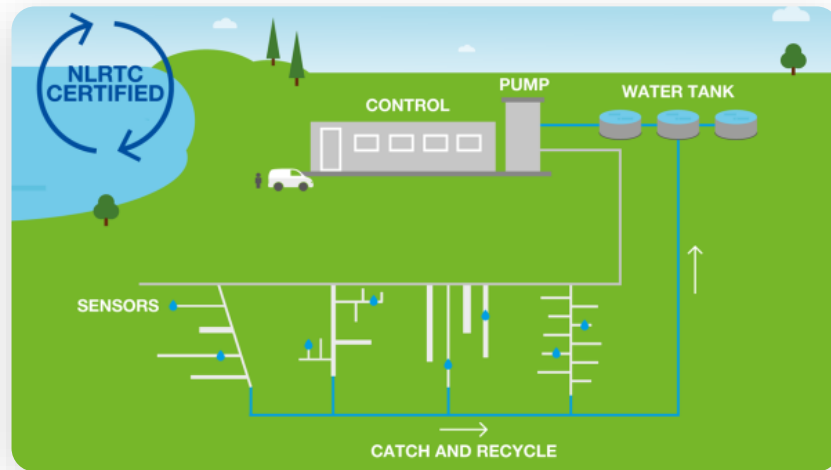 NLRTC
CERTIFIED
CONTROL
PUMP
WATER TANK
SENSORS
CATCH AND RECYCLE